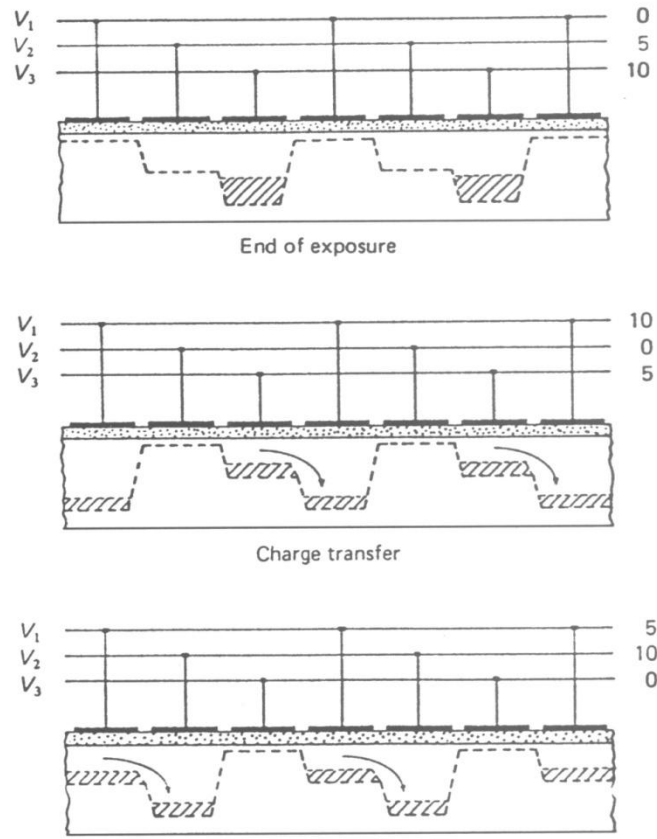 V₁ 0
V₂ 5
V₃ 10
End of exposure
V₁ 10
V₂ 0
V₃ 5
Charge transfer
V₁ 5
V₂ 10
V₃ 0